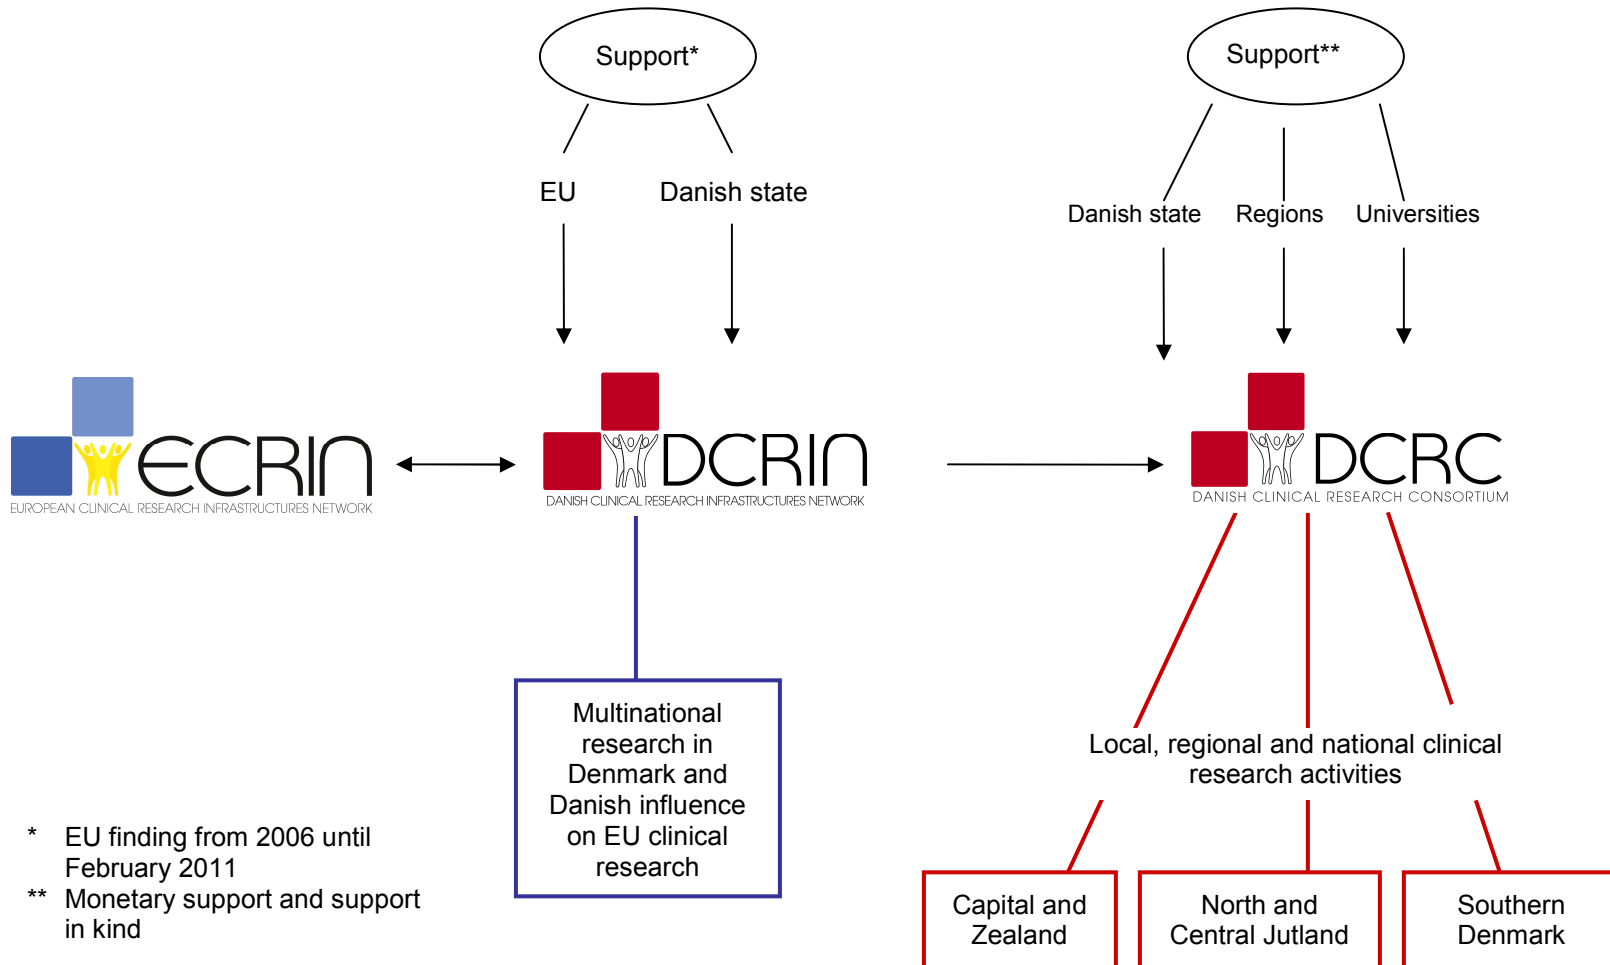 Support*
Support**
EU
Danish state
Danish state
Regions
Universities
ECRIN
EUROPEAN CLINICAL RESEARCH INFRASTRUCTURES NETWORK
DCRIN
DANISH CLINICAL RESEARCH INFRASTRUCTURES NETWORK
DCRC
DANISH CLINICAL RESEARCH CONSORTIUM
Multinational
research in
Denmark and
Danish influence
on EU clinical
research
Local, regional and national clinical
research activities
* EU finding from 2006 until
February 2011
** Monetary support and support
in kind
Capital and
Zealand
North and
Central Jutland
Southern
Denmark